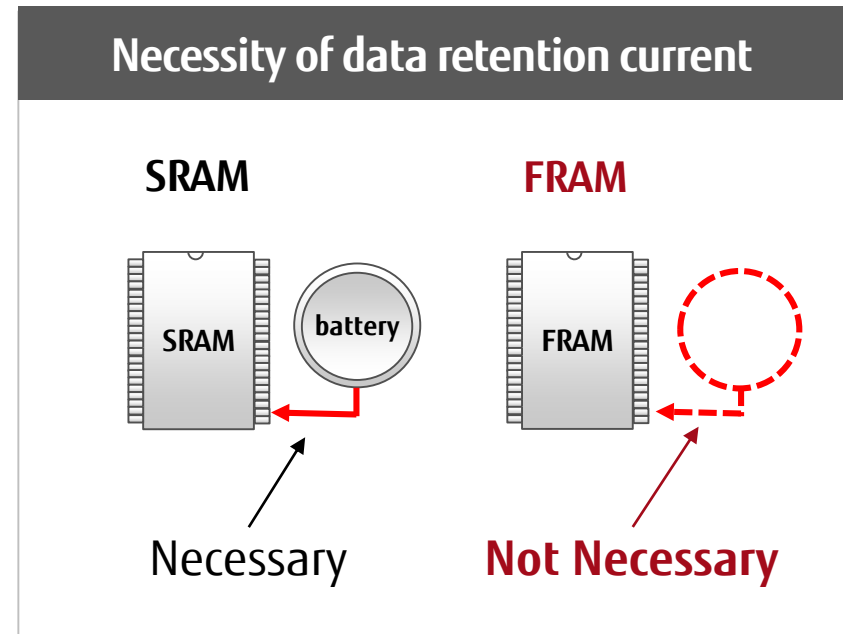 Necessity of data retention current
SRAM
FRAM
SRAM
battery
FRAM
Necessary
Not Necessary